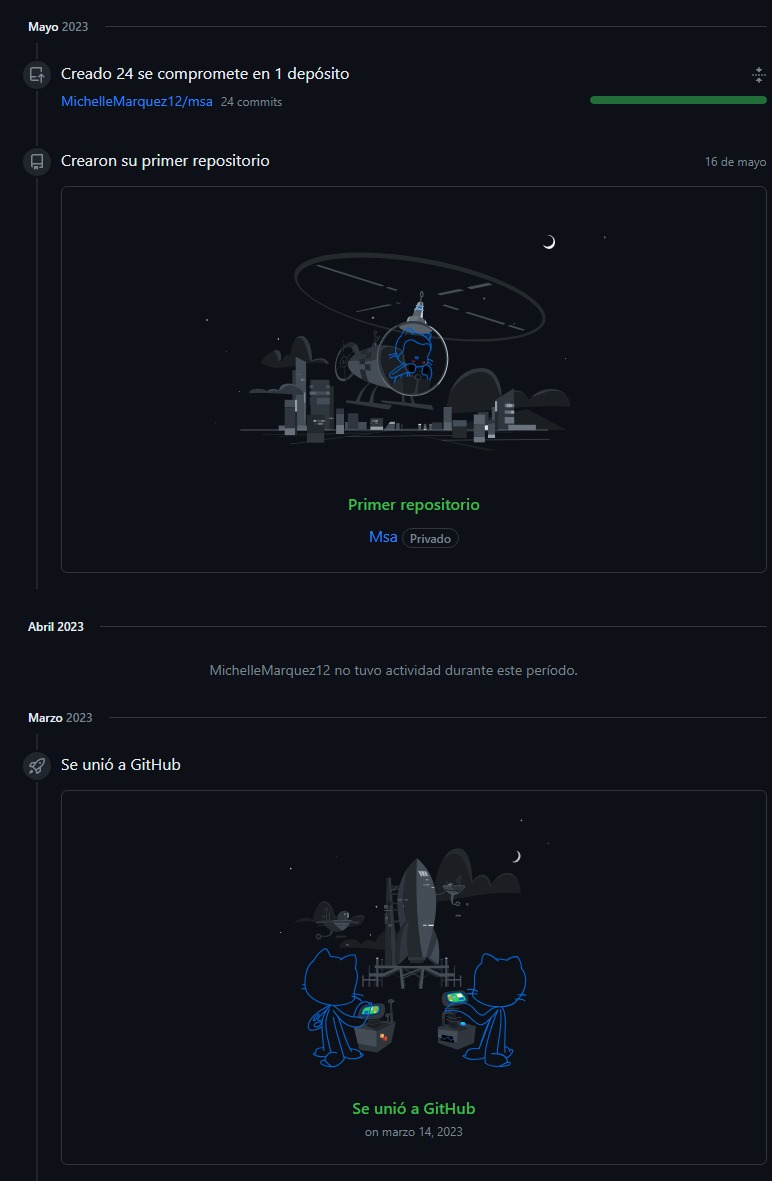 Mayo 2023
Creado 24 se compromete en 1 depósito
MichelleMarquez12/msa 24 commits
Crearon su primer repositorio 16 de mayo
Primer repositorio
Msa Privado
Abril 2023
MichelleMarquez12 no tuvo actividad durante este período.
Marzo 2023
Se unió a GitHub
Se unió a GitHub
on marzo 14, 2023